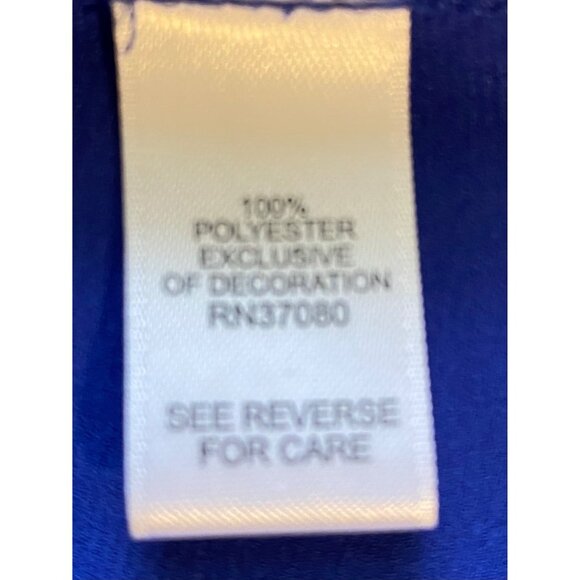 100%
POLYESTER
EXCLUSIVE
OF DECORATION
RN37080
SEE REVERSE
FOR CARE